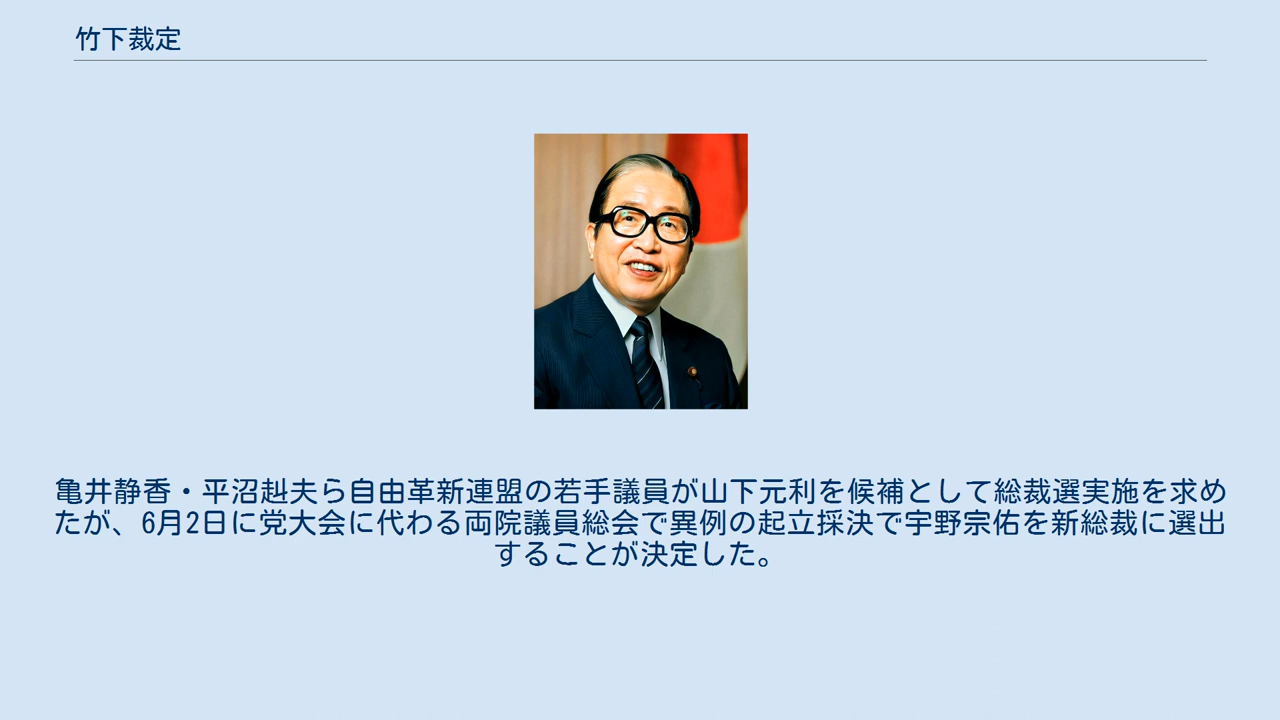 竹下裁定
亀井静香・平沼赳夫ら自由革新連盟の若手議員が山下元利を候補として総裁選実施を求め
たが、6月2日に党大会に代わる両院議員総会で異例の起立採決で宇野宗佑を新総裁に選出
することが決定した。